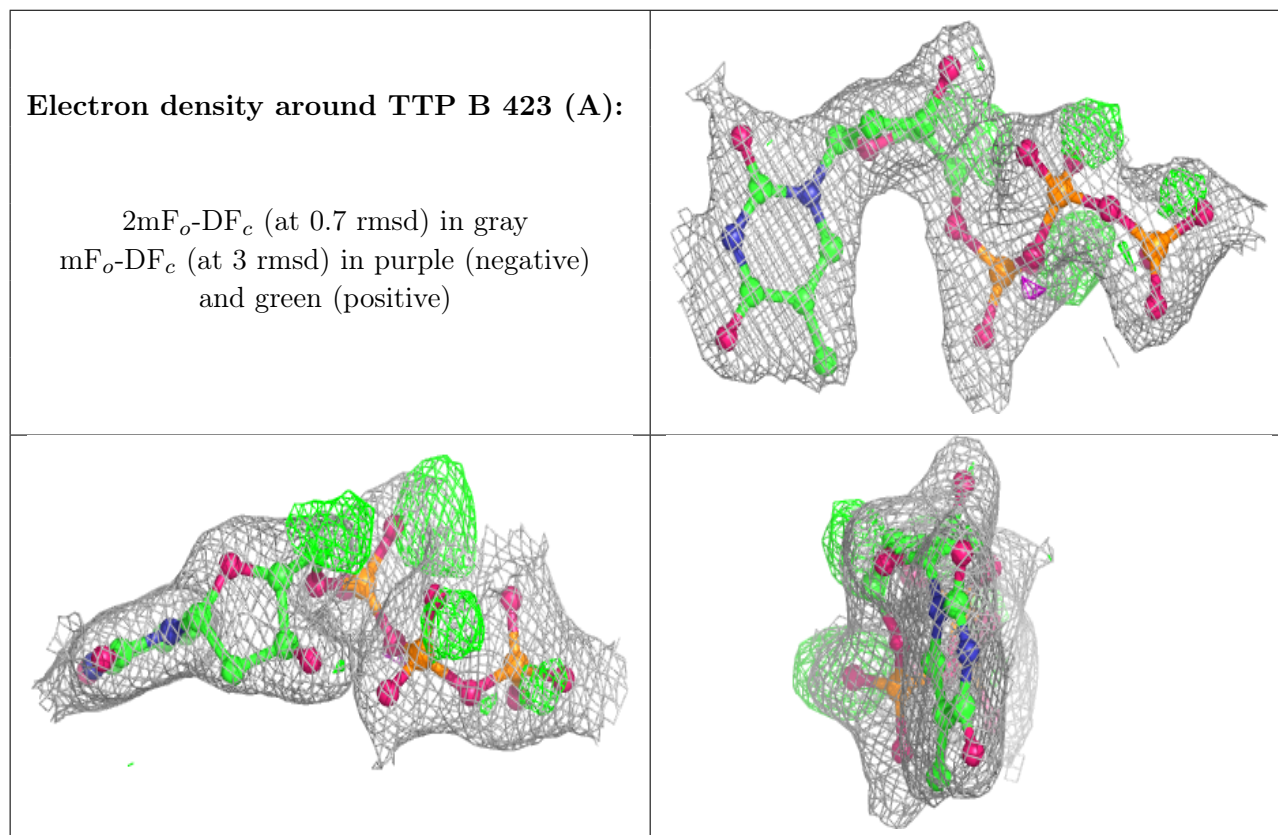 Electron density around TTP B 423 (A):
2mFo-DFc (at 0.7 rmsd) in gray
mFo-DFc (at 3 rmsd) in purple (negative)
and green (positive)